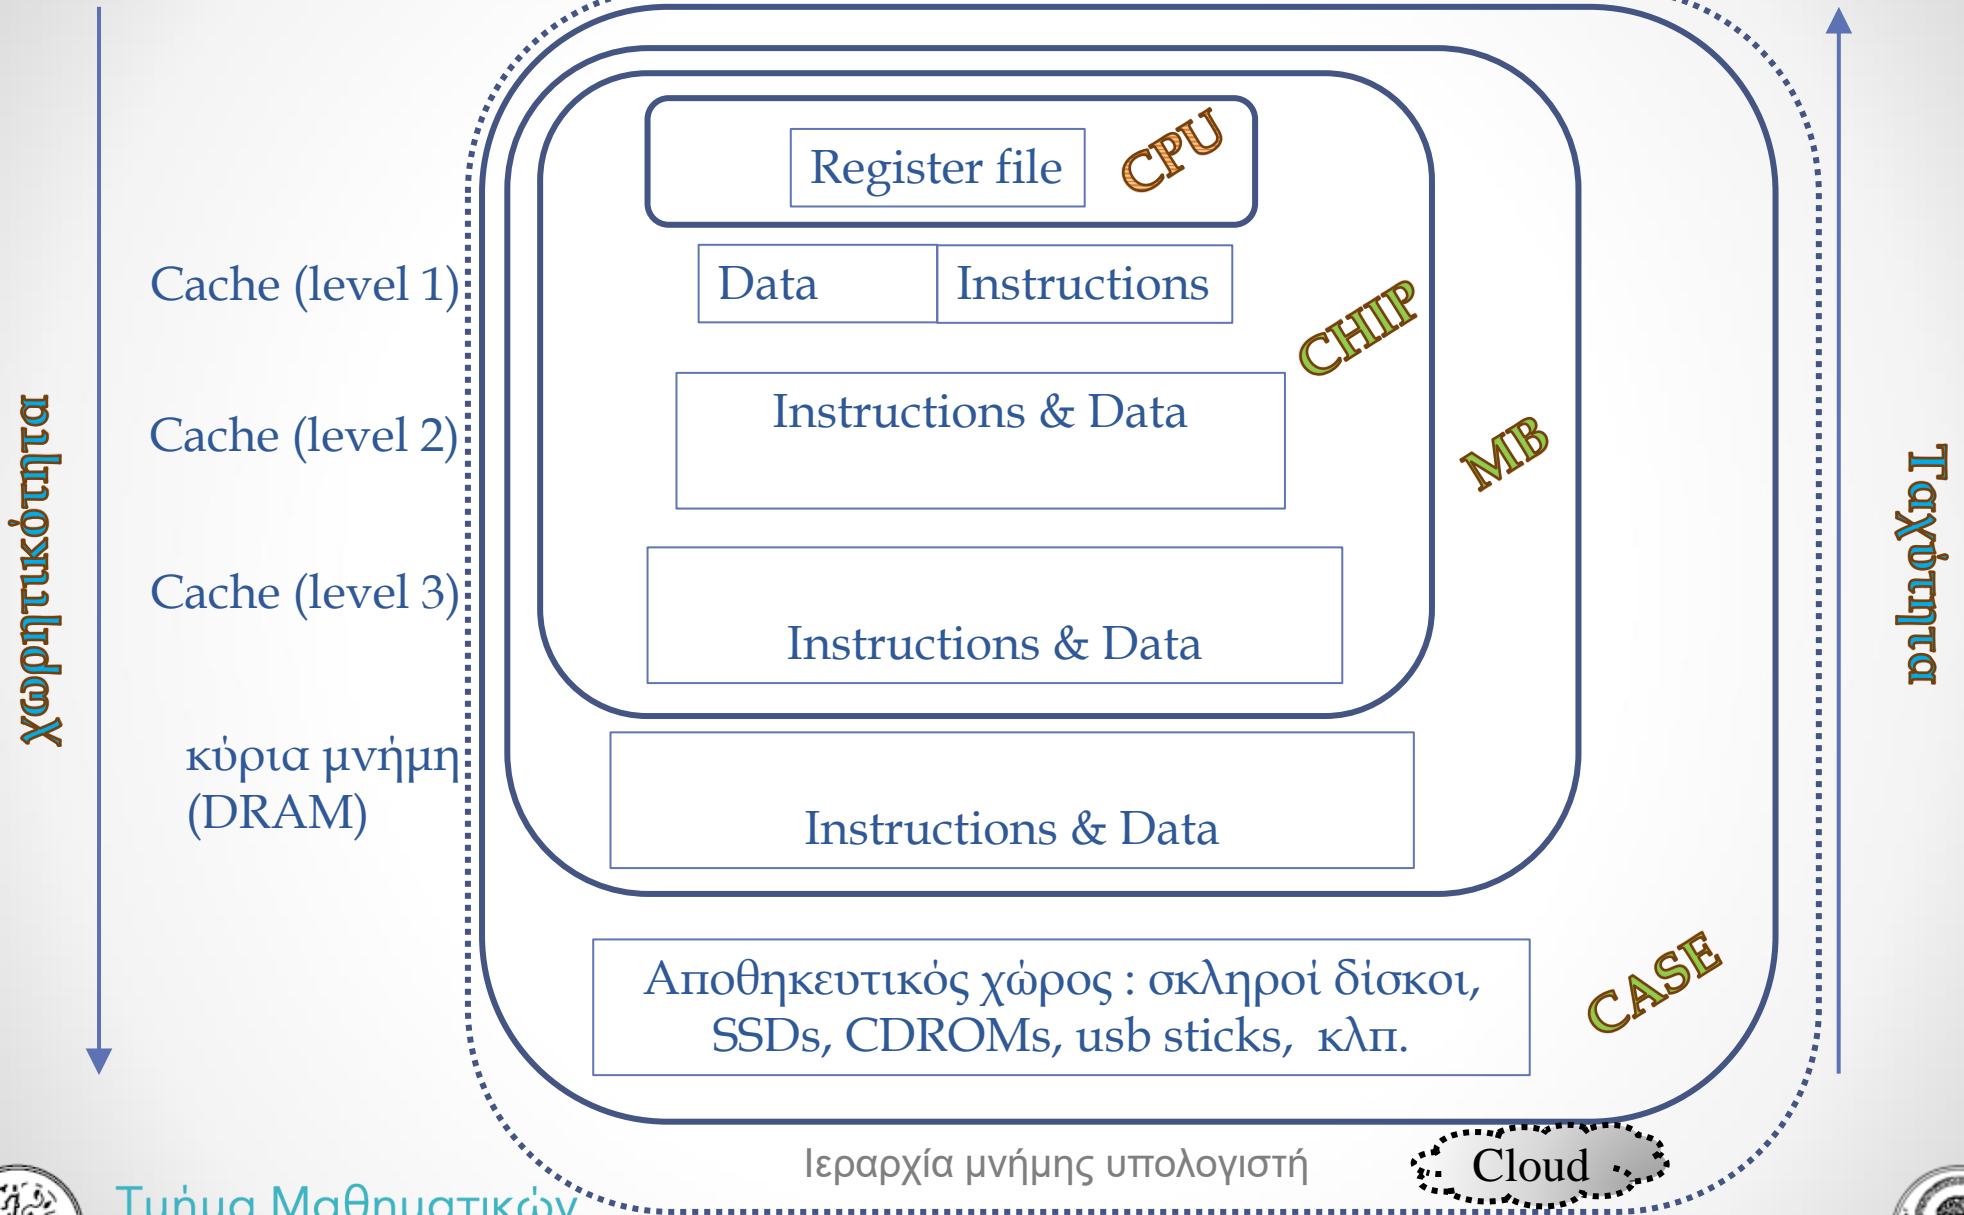 Register file
CPU
Cache (level 1)
Data
Instructions
CHIP
Cache (level 2)
Instructions & Data
MB
Cache (level 3)
Instructions & Data
χωρητικότητα
Ταχύτητα
κύρια μνήμη
(DRAM)
Instructions & Data
Αποθηκευτικός χώρος : σκληροί δίσκοι,
SSDs, CDROMs, usb sticks, κλπ.
CASE
Ιεραρχία μνήμης υπολογιστή
Cloud
Τμήμα Μαθηματικών